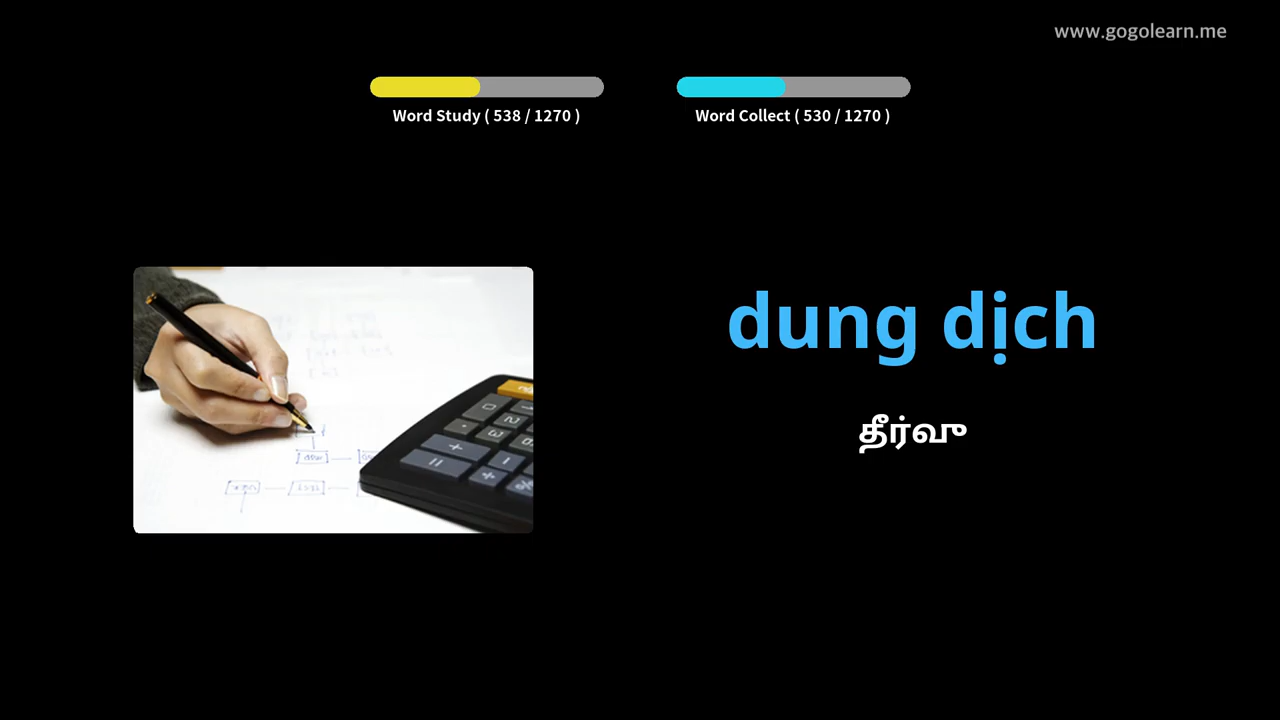 www.gogolearn.me
Word Study ( 538 / 1270 )
Word Collect ( 530 / 1270 )
dung dịch
தீர்வு